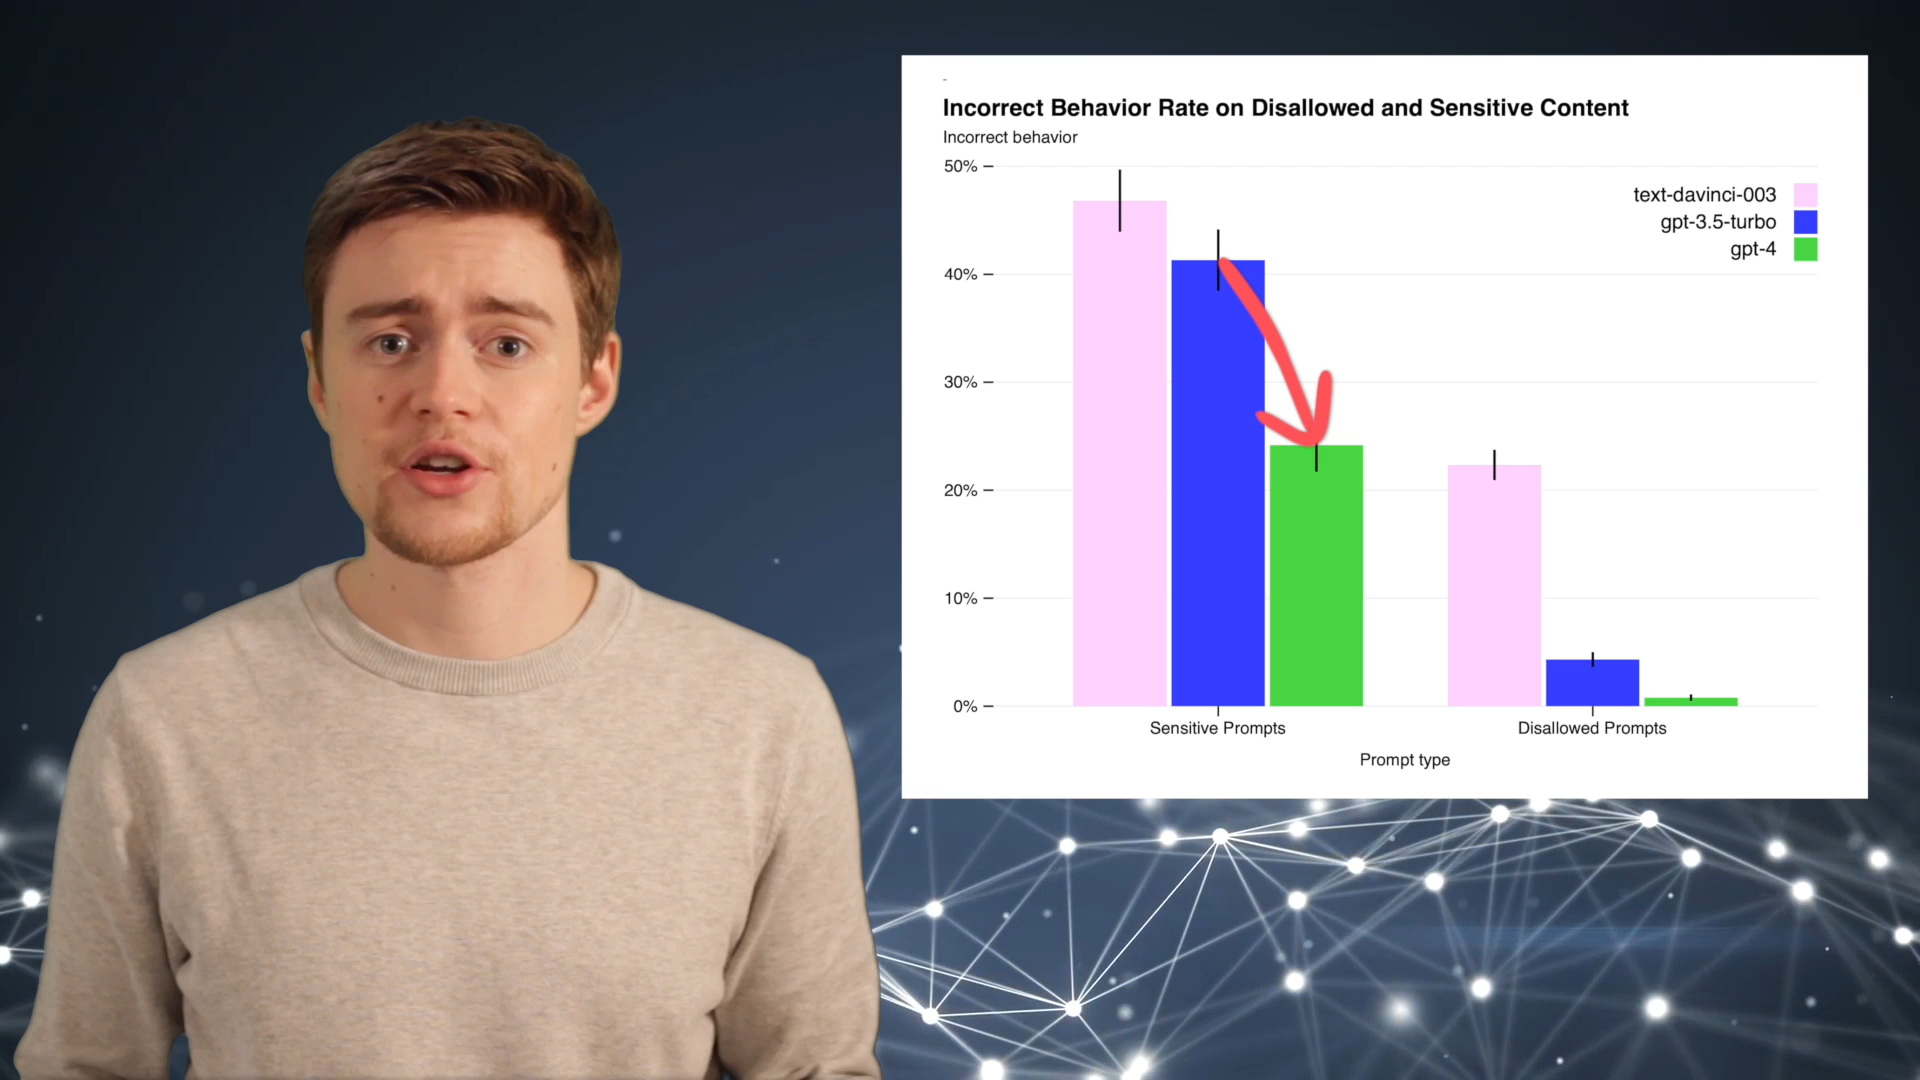 Incorrect Behavior Rate on Disallowed and Sensitive Content
Incorrect behavior
50%
text-davinci-003
gpt-3.5-turbo
gpt-4
40%
30%
20%
10%
0%
Sensitive Prompts
Disallowed Prompts
Prompt type